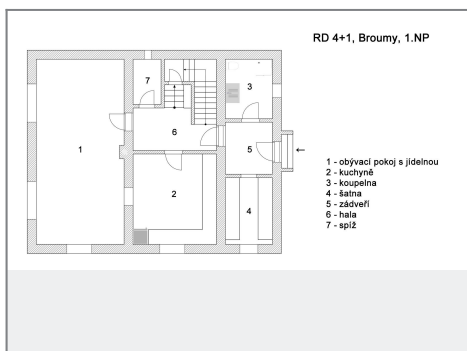 RD 4+1, Broumy, 1.NP
7
3
1
6
5
2
4
1 - obývací pokoj s jídelnou
2 - kuchyně
3 - koupelna
4 - šatna
5 - zádveří
6 - hala
7 - spíž